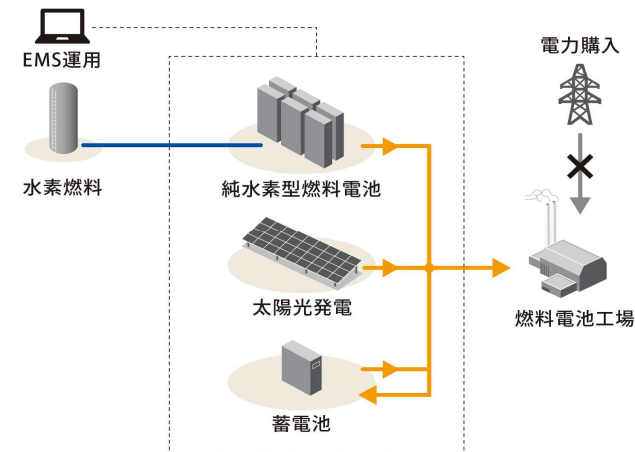 EMS運用
電力購入
水素燃料
純水素型燃料電池
太陽光発電
燃料電池工場
蓄電池